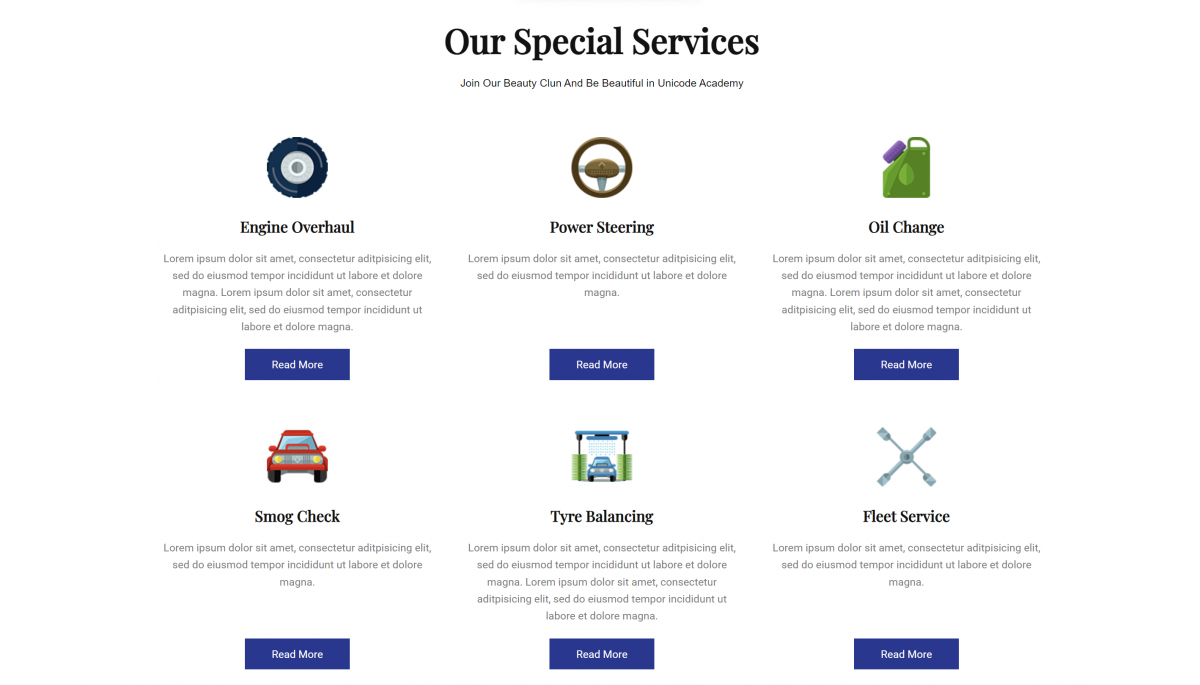 Our Special Services
Join Our Beauty Clun And Be Beautiful in Unicode Academy
Engine Overhaul
Lorem ipsum dolor sit amet, consectetur aditpisicing elit,
sed do eiusmod tempor incididunt ut labore et dolore
magna. Lorem ipsum dolor sit amet, consectetur
aditpisicing elit, sed do eiusmod tempor incididunt ut
labore et dolore magna.
Read More
Power Steering
Lorem ipsum dolor sit amet, consectetur aditpisicing elit,
sed do eiusmod tempor incididunt ut labore et dolore
magna.
Read More
Oil Change
Lorem ipsum dolor sit amet, consectetur aditpisicing elit,
sed do eiusmod tempor incididunt ut labore et dolore
magna. Lorem ipsum dolor sit amet, consectetur
aditpisicing elit, sed do eiusmod tempor incididunt ut
labore et dolore magna.
Read More
Smog Check
Lorem ipsum dolor sit amet, consectetur aditpisicing elit,
sed do eiusmod tempor incididunt ut labore et dolore
magna.
Read More
Tyre Balancing
Lorem ipsum dolor sit amet, consectetur aditpisicing elit,
sed do eiusmod tempor incididunt ut labore et dolore
magna. Lorem ipsum dolor sit amet, consectetur
aditpisicing elit, sed do eiusmod tempor incididunt ut
labore et dolore magna.
Read More
Fleet Service
Lorem ipsum dolor sit amet, consectetur aditpisicing elit,
sed do eiusmod tempor incididunt ut labore et dolore
magna.
Read More